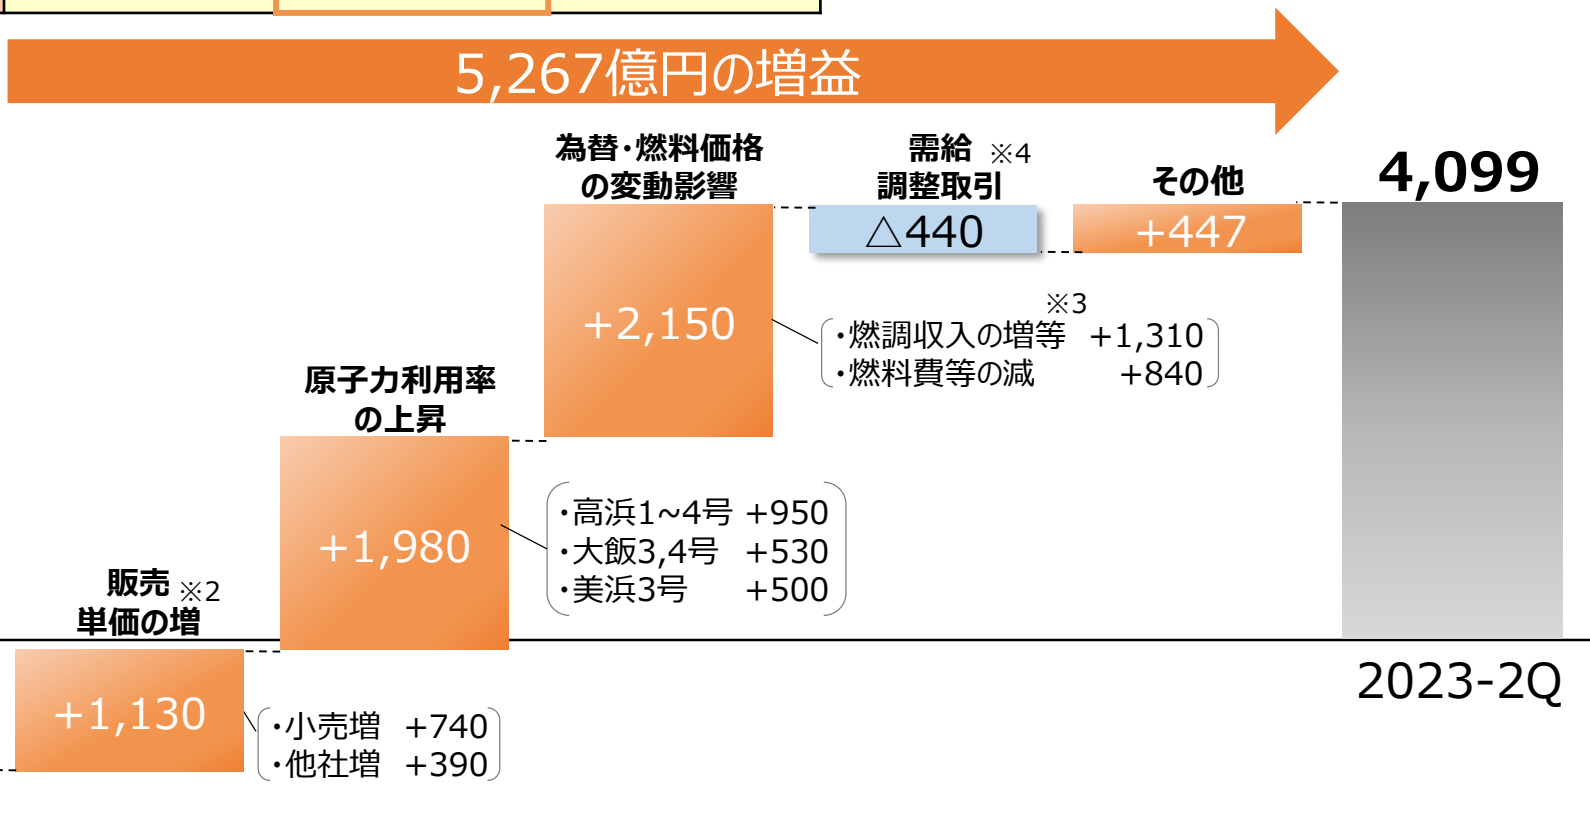 5,267億円の増益
為替・燃料価格
の変動影響
需給 ※4
調整取引
その他
4,099
△440
+447
+2,150
※3
・燃調収入の増等 +1,310
・燃料費等の減 +840
原子力利用率
の上昇
+1,980
・高浜1~4号 +950
・大飯3,4号 +530
・美浜3号 +500
販売 ※2
単価の増
+1,130
・小売増 +740
・他社増 +390
2023-2Q